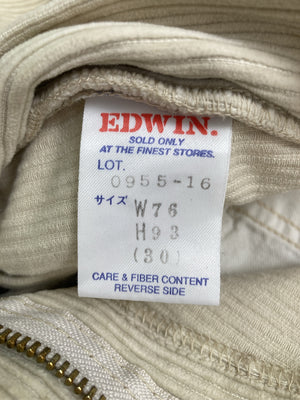 EDWIN.
SOLD ONLY
AT THE FINEST STORES.
LOT.
0955-16
サイズ W76
H93
(30)
CARE & FIBER CONTENT
REVERSE SIDE